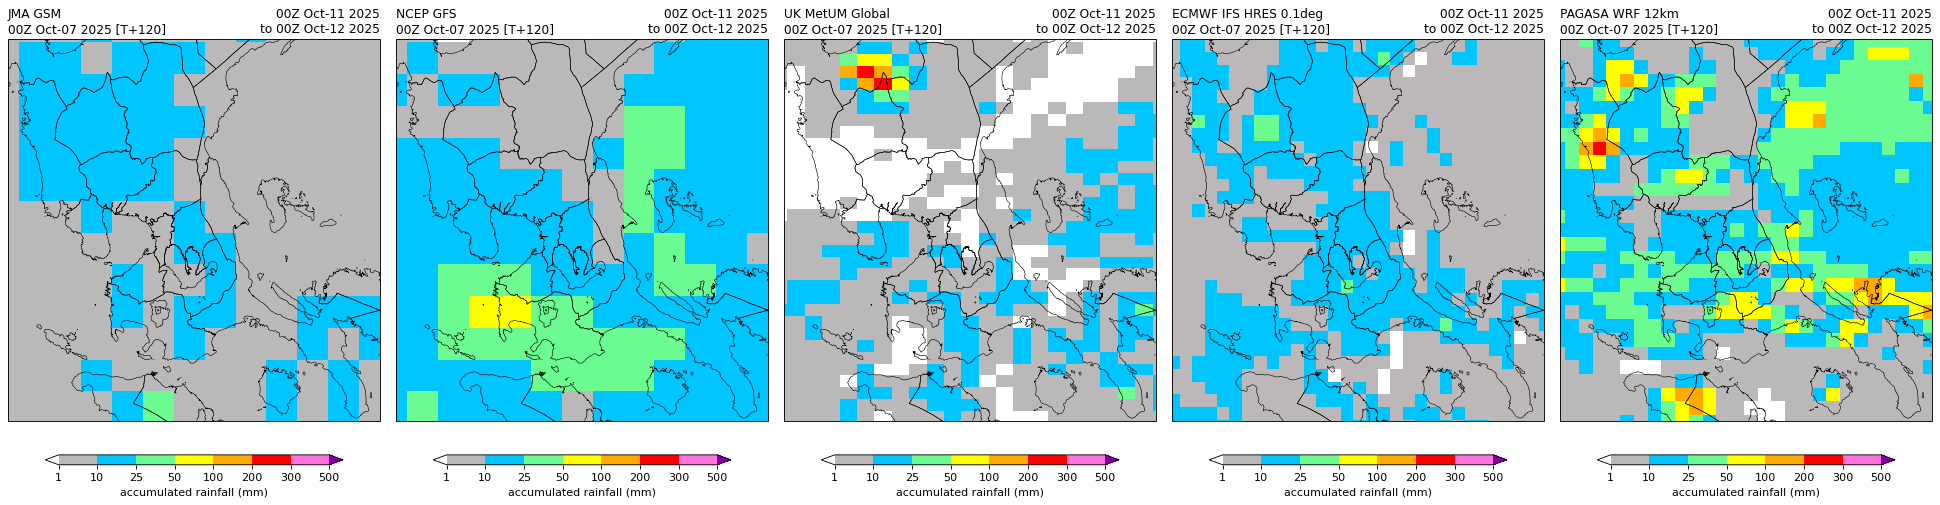 JMA GSM 00Z Oct-11 2025
00Z Oct-07 2025 [T+120] to 00Z Oct-12 2025
1 10 25 50 100 200 300 500
accumulated rainfall (mm)
NCEP GFS 00Z Oct-11 2025
00Z Oct-07 2025 [T+120] to 00Z Oct-12 2025
1 10 25 50 100 200 300 500
accumulated rainfall (mm)
UK MetUM Global 00Z Oct-11 2025
00Z Oct-07 2025 [T+120] to 00Z Oct-12 2025
1 10 25 50 100 200 300 500
accumulated rainfall (mm)
ECMWF IFS HRES 0.1deg 00Z Oct-11 2025
00Z Oct-07 2025 [T+120] to 00Z Oct-12 2025
1 10 25 50 100 200 300 500
accumulated rainfall (mm)
PAGASA WRF 12km 00Z Oct-11 2025
00Z Oct-07 2025 [T+120] to 00Z Oct-12 2025
1 10 25 50 100 200 300 500
accumulated rainfall (mm)